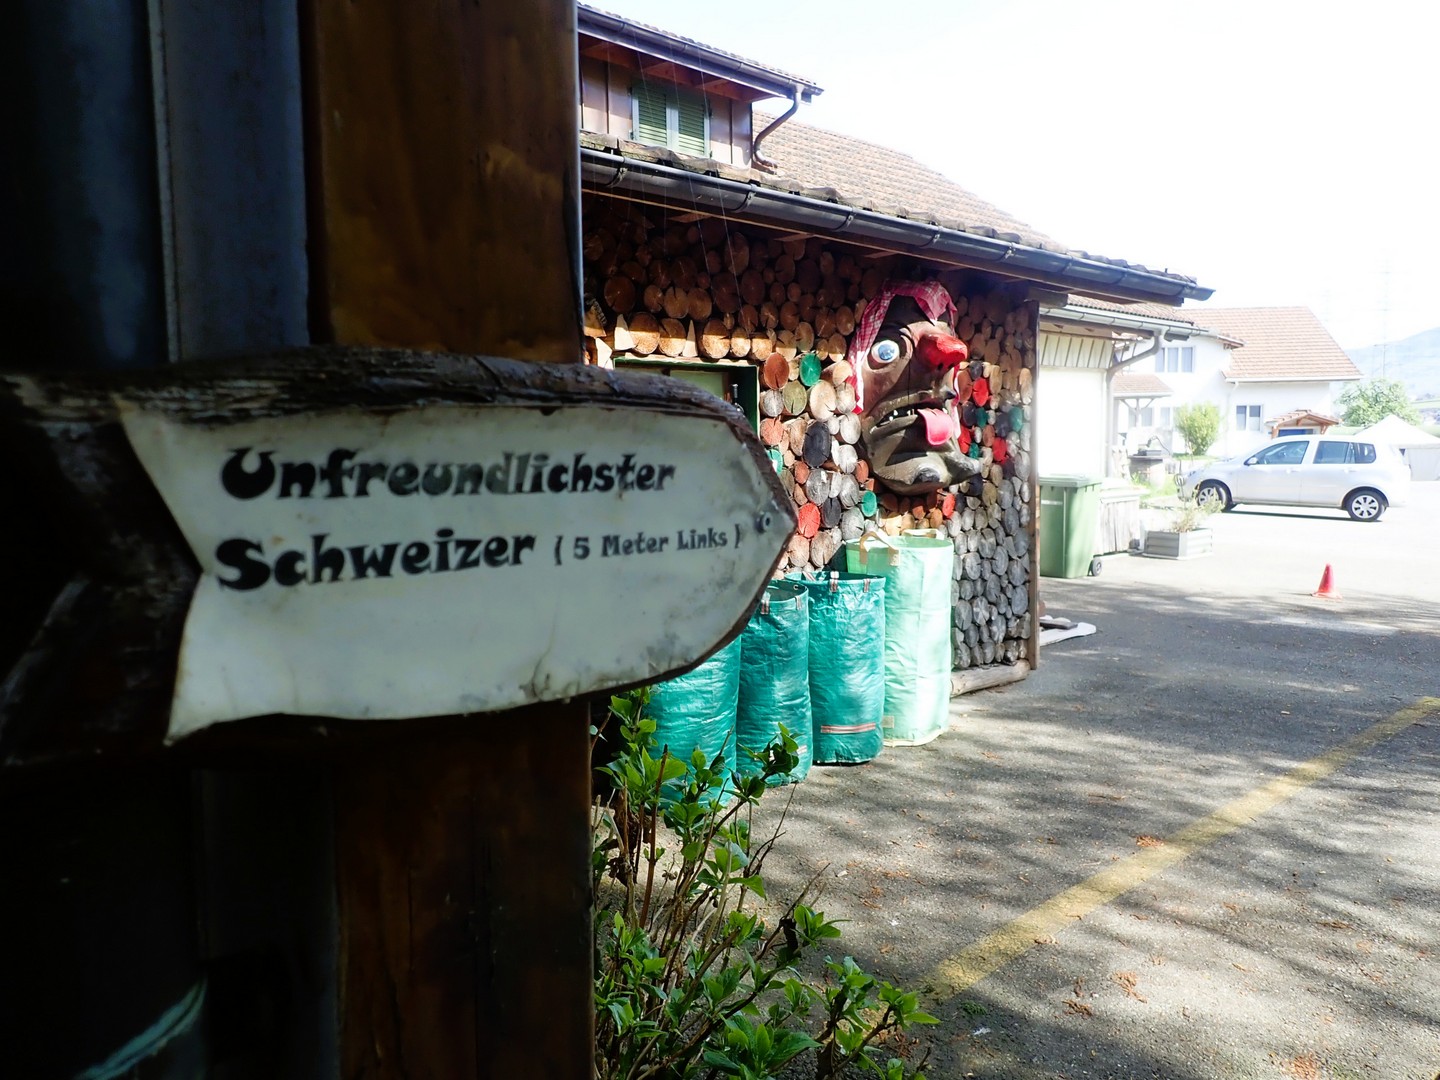 Unfreundlichster
Schweizer ( 5 Meter Links )